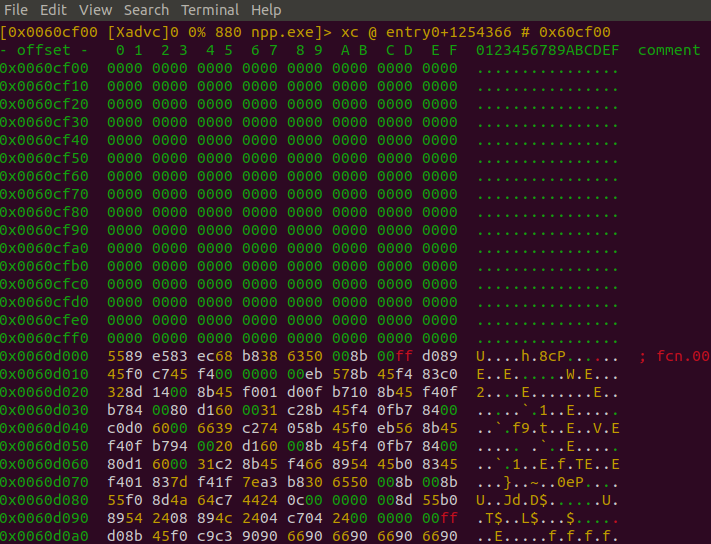 File Edit View Search Terminal Help
[0x0060cf00 [Xadvc]0 0% 880 npp.exe]> xc @ entry0+1254366 # 0x60cf00
- offset -   0 1  2 3  4 5  6 7  8 9  A B  C D  E F  0123456789ABCDEF  comment
0x0060cf00  0000 0000 0000 0000 0000 0000 0000 0000  ................
0x0060cf10  0000 0000 0000 0000 0000 0000 0000 0000  ................
0x0060cf20  0000 0000 0000 0000 0000 0000 0000 0000  ................
0x0060cf30  0000 0000 0000 0000 0000 0000 0000 0000  ................
0x0060cf40  0000 0000 0000 0000 0000 0000 0000 0000  ................
0x0060cf50  0000 0000 0000 0000 0000 0000 0000 0000  ................
0x0060cf60  0000 0000 0000 0000 0000 0000 0000 0000  ................
0x0060cf70  0000 0000 0000 0000 0000 0000 0000 0000  ................
0x0060cf80  0000 0000 0000 0000 0000 0000 0000 0000  ................
0x0060cf90  0000 0000 0000 0000 0000 0000 0000 0000  ................
0x0060cfa0  0000 0000 0000 0000 0000 0000 0000 0000  ................
0x0060cfb0  0000 0000 0000 0000 0000 0000 0000 0000  ................
0x0060cfc0  0000 0000 0000 0000 0000 0000 0000 0000  ................
0x0060cfd0  0000 0000 0000 0000 0000 0000 0000 0000  ................
0x0060cfe0  0000 0000 0000 0000 0000 0000 0000 0000  ................
0x0060cff0  0000 0000 0000 0000 0000 0000 0000 0000  ................
0x0060d000  5589 e583 ec68 b838 6350 008b 00ff d089  U....h.8cP......  ; fcn.00
0x0060d010  45f0 c745 f400 0000 00eb 578b 45f4 83c0  E..E......W.E...
0x0060d020  328d 1400 8b45 f001 d00f b710 8b45 f40f  2....E.......E..
0x0060d030  b784 0080 d160 0031 c28b 45f4 0fb7 8400  .....`.1..E.....
0x0060d040  c0d0 6000 6639 c274 058b 45f0 eb56 8b45  ..`.f9.t..E..V.E
0x0060d050  f40f b794 0020 d160 008b 45f4 0fb7 8400  ..... .`..E.....
0x0060d060  80d1 6000 31c2 8b45 f466 8954 45b0 8345  ..`.1..E.f.TE..E
0x0060d070  f401 837d f41f 7ea3 b830 6550 008b 008b  ...}..~..0eP....
0x0060d080  55f0 8d4a 64c7 4424 0c00 0000 008d 55b0  U..Jd.D$......U.
0x0060d090  8954 2408 894c 2404 c704 2400 0000 00ff  .T$..L$...$.....
0x0060d0a0  d08b 45f0 c9c3 9090 6690 6690 6690 6690  ..E.....f.f.f.f.